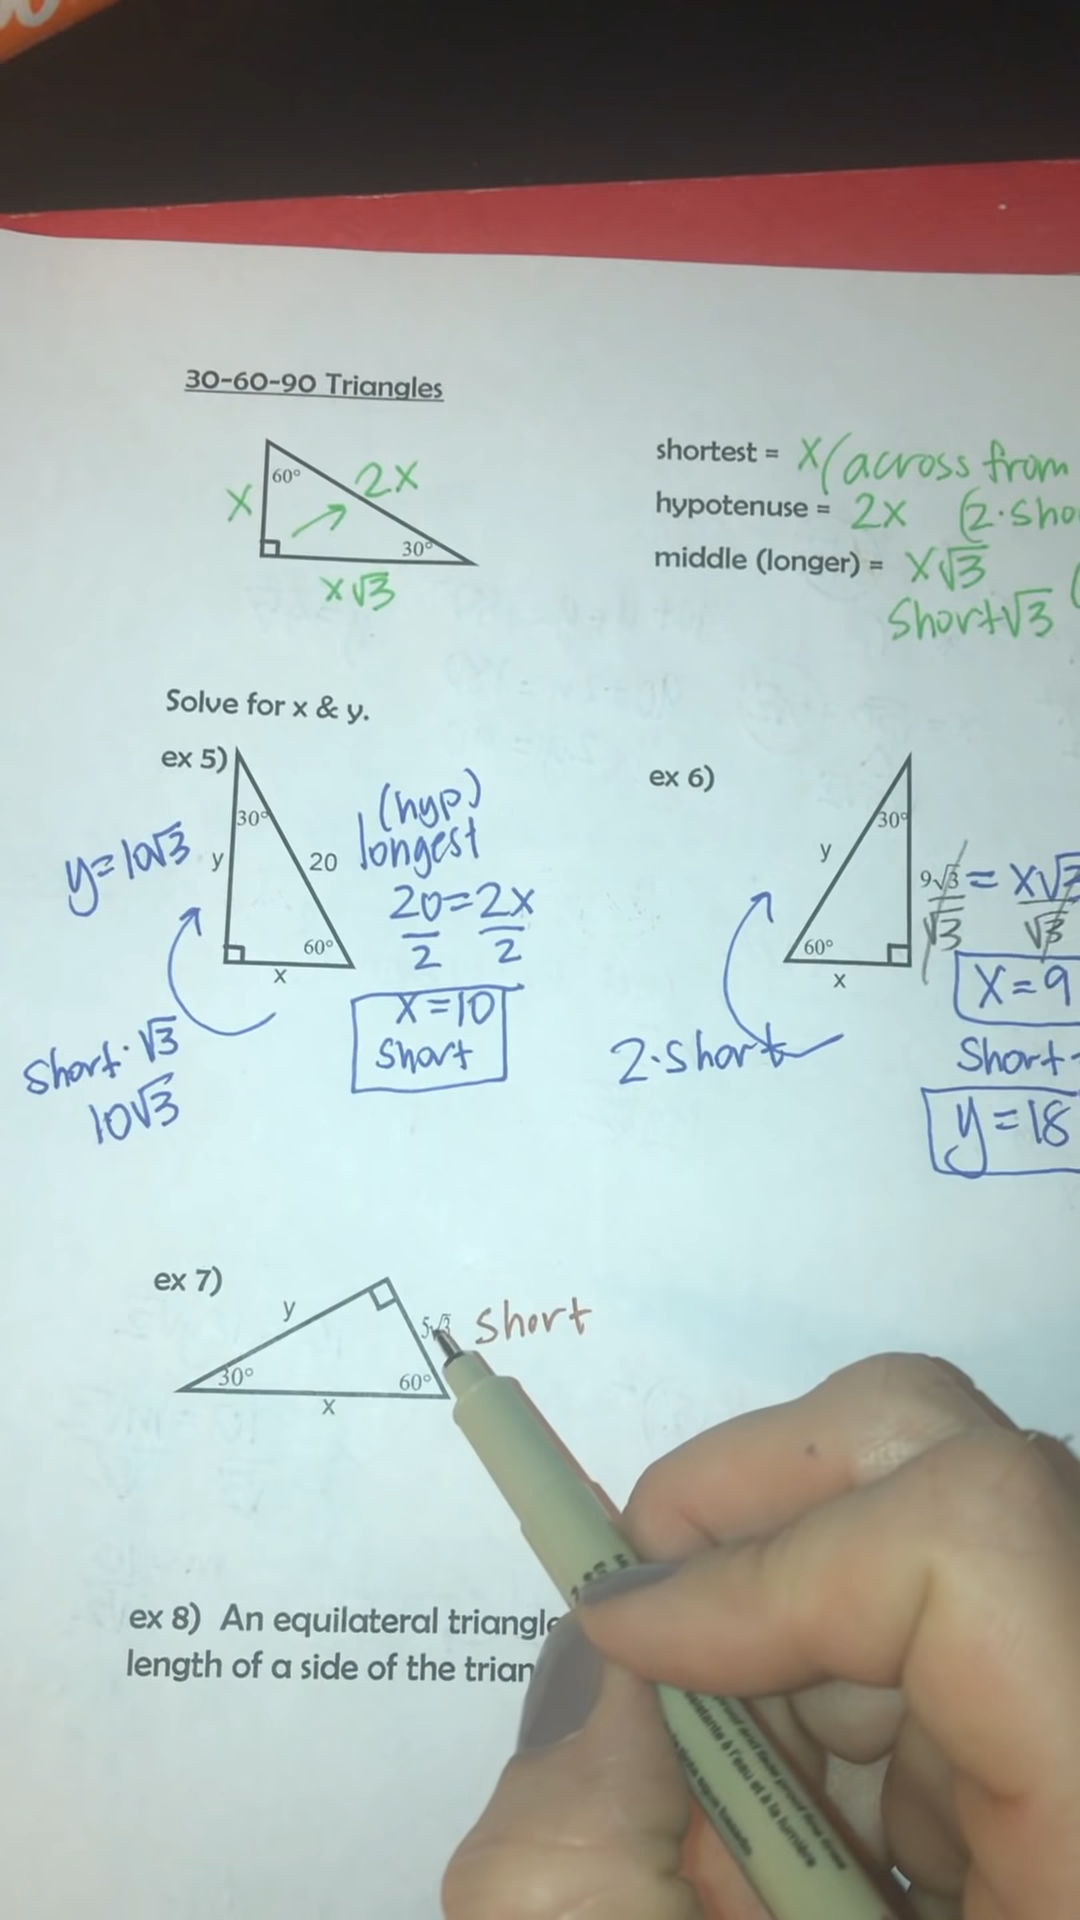 30-60-90 Triangles
60°
2x
x
30°
x√3
shortest = x (across from
hypotenuse = 2x (2·sho
middle (longer) = x√3
short√3 (
Solve for x & y.
ex 5)
30°
y
20
60°
x
y=10√3
(hyp)
longest
20=2x
2 2
x=10
short
short·√3
10√3
ex 6)
30°
y
60°
x
9√3 = x√3
√3 √3
x=9
short
2·short
y=18
ex 7)
y
5√3 short
30°
60°
x
ex 8) An equilateral triangle
length of a side of the trian